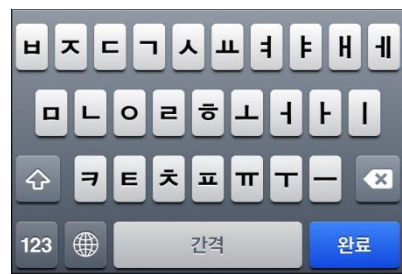 ㅂ ㅈ ㄷ ㄱ ㅅ ㅛ ㅕ ㅑ ㅐ ㅔ
ㅁ ㄴ ㅇ ㄹ ㅎ ㅗ ㅓ ㅏ ㅣ
ㅋ ㅌ ㅊ ㅍ ㅠ ㅜ ㅡ
123 간격 완료